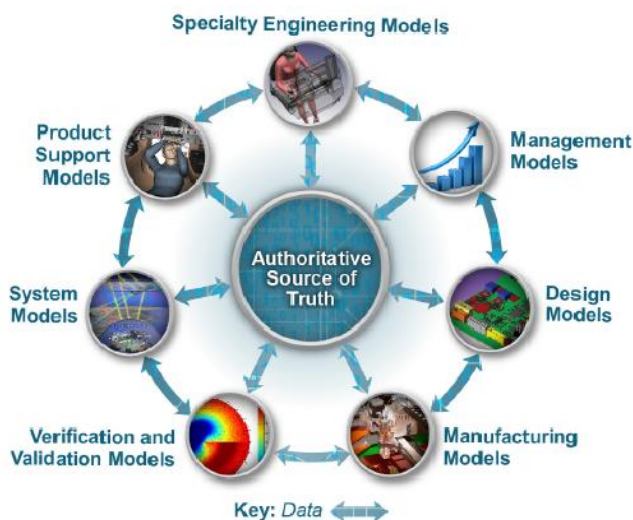 Specialty Engineering Models
Product
Support
Models
Management
Models
Authoritative
Source of
Truth
System
Models
Design
Models
Verification and
Validation Models
Manufacturing
Models
Key: Data